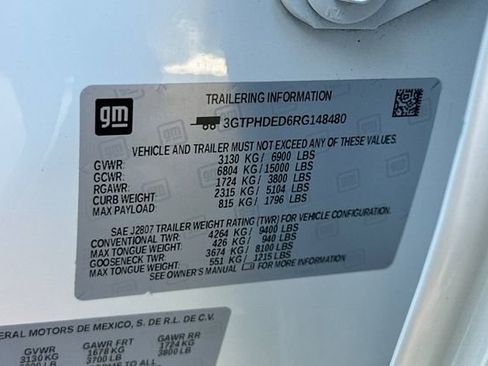 gm
TRAILERING INFORMATION
3GTPHDED6RG148480
VEHICLE AND TRAILER MUST NOT EXCEED ANY OF THESE:
GVWR: 3130 KG / 6900 LBS
GCWR: 6804 KG / 15000 LBS
RGAWR: 1724 KG / 3800 LBS
CURB WEIGHT: 2315 KG / 5104 LBS
MAX PAYLOAD: 815 KG / 1796 LBS
SAE J2807 TRAILER WEIGHT RATING (TWR) FOR VEHICLE CONFIGURATION.
CONVENTIONAL TWR: 4264 KG / 9400 LBS
MAX TONGUE WEIGHT: 426 KG / 940 LBS
GOOSENECK TWR: 3674 KG / 8100 LBS
MAX TONGUE WEIGHT: 551 KG / 1215 LBS
SEE OWNER'S MANUAL FOR MORE INFORMATION.
ERAL MOTORS DE MEXICO, S. DE R.L. DE C.V.
GVWR GAWR FRT GAWR RR
3130 KG 1678 KG 1724 KG
3700 LB 3800 LB